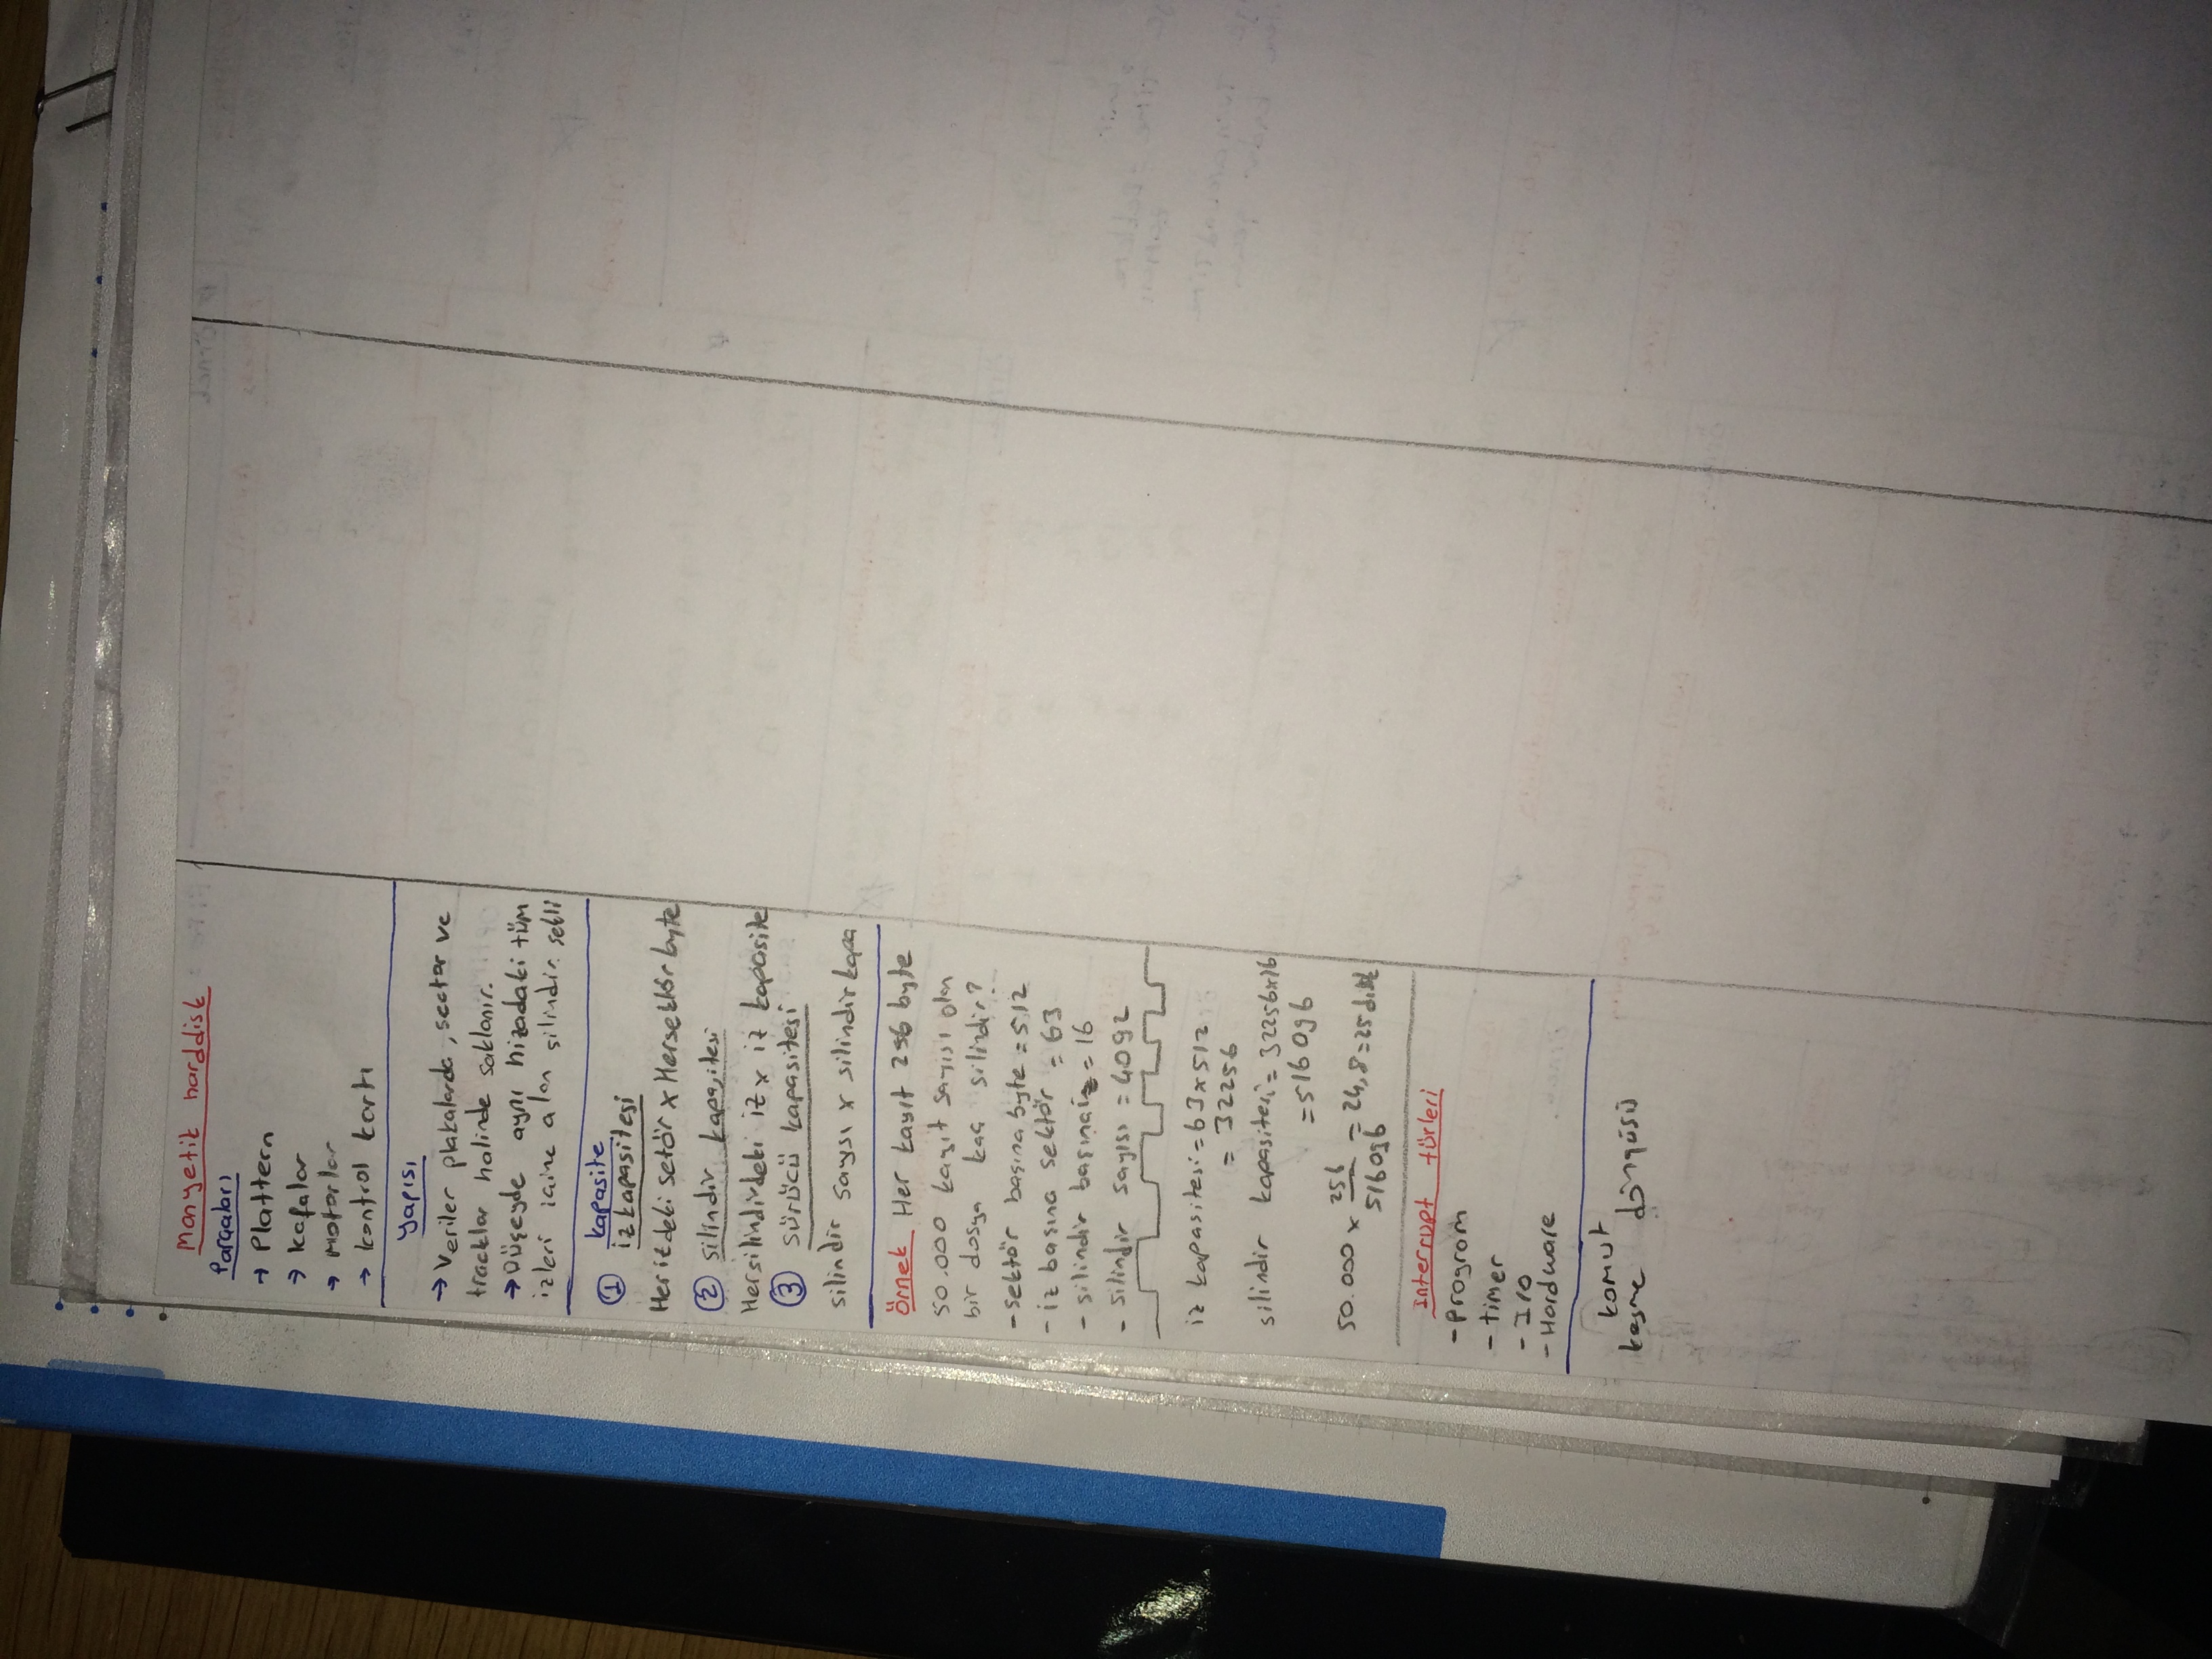 Manyetik harddisk
Parçaları
→ Plattern
→ Kafalar
→ Motorlar
→ kontrol kartı
Yapısı
→ Veriler plakalarda, sector ve
tracklar halinde saklanır.
→ Düşeyde aynı hizadaki tüm
izleri içine alan silindir şekli
kapasite
① iz kapasitesi
Her izdeki setör x Her sektör byte
② silindir kapasitesi
Her silindirdeki iz x iz kapasite
③ sürücü kapasitesi
silindir sayısı x silindir kapa
Örnek Her kayıt 256 byte
50.000 kayıt sayısı olan
bir dosya kaç silindir?
- sektör başına byte = 512
- iz başına sektör = 63
- silindir başına iz = 16
- silindir sayısı = 4092
iz kapasitesi = 63x512
= 32256
silindir kapasitesi = 32256x16
= 516096
50.000 x 256/516096 = 24,8 = 25 disk
Interrupt türleri
- Program
- timer
- I/O
- Hardware
komut
kesme döngüsü